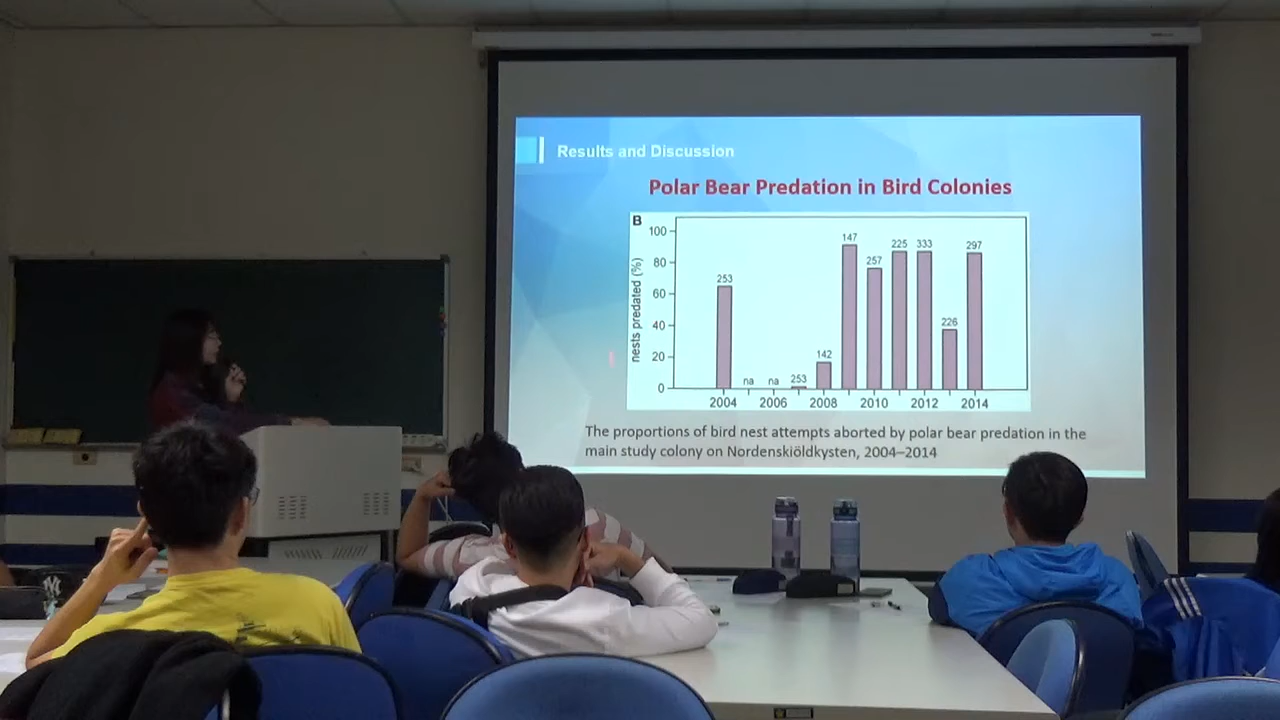 Results and Discussion
Polar Bear Predation in Bird Colonies
B
nests predated (%)
100
80
60
40
20
0
253
na
na
253
142
147
257
225
333
226
297
2004
2006
2008
2010
2012
2014
The proportions of bird nest attempts aborted by polar bear predation in the
main study colony on Nordenskiöldkysten, 2004–2014